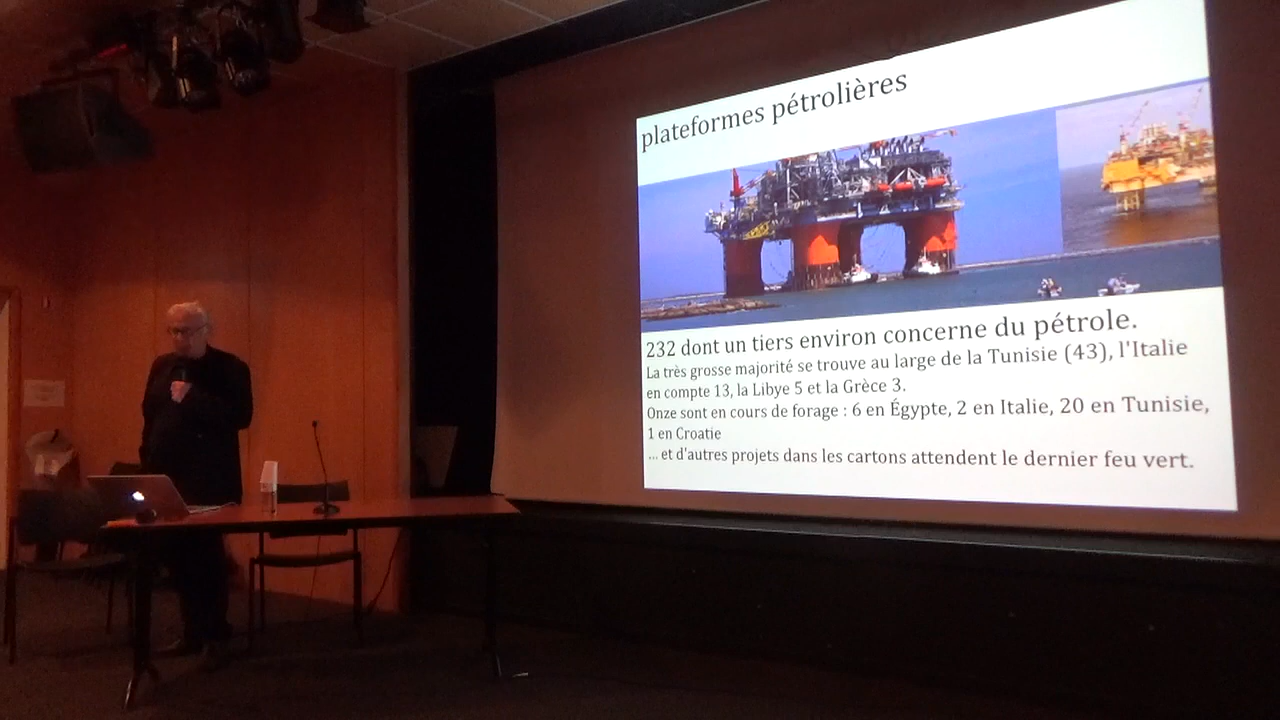 plateformes pétrolières
232 dont un tiers environ concerne du pétrole.
La très grosse majorité se trouve au large de la Tunisie (43), l'Italie
en compte 13, la Libye 5 et la Grèce 3.
Onze sont en cours de forage : 6 en Égypte, 2 en Italie, 20 en Tunisie,
1 en Croatie
... et d'autres projets dans les cartons attendent le dernier feu vert.